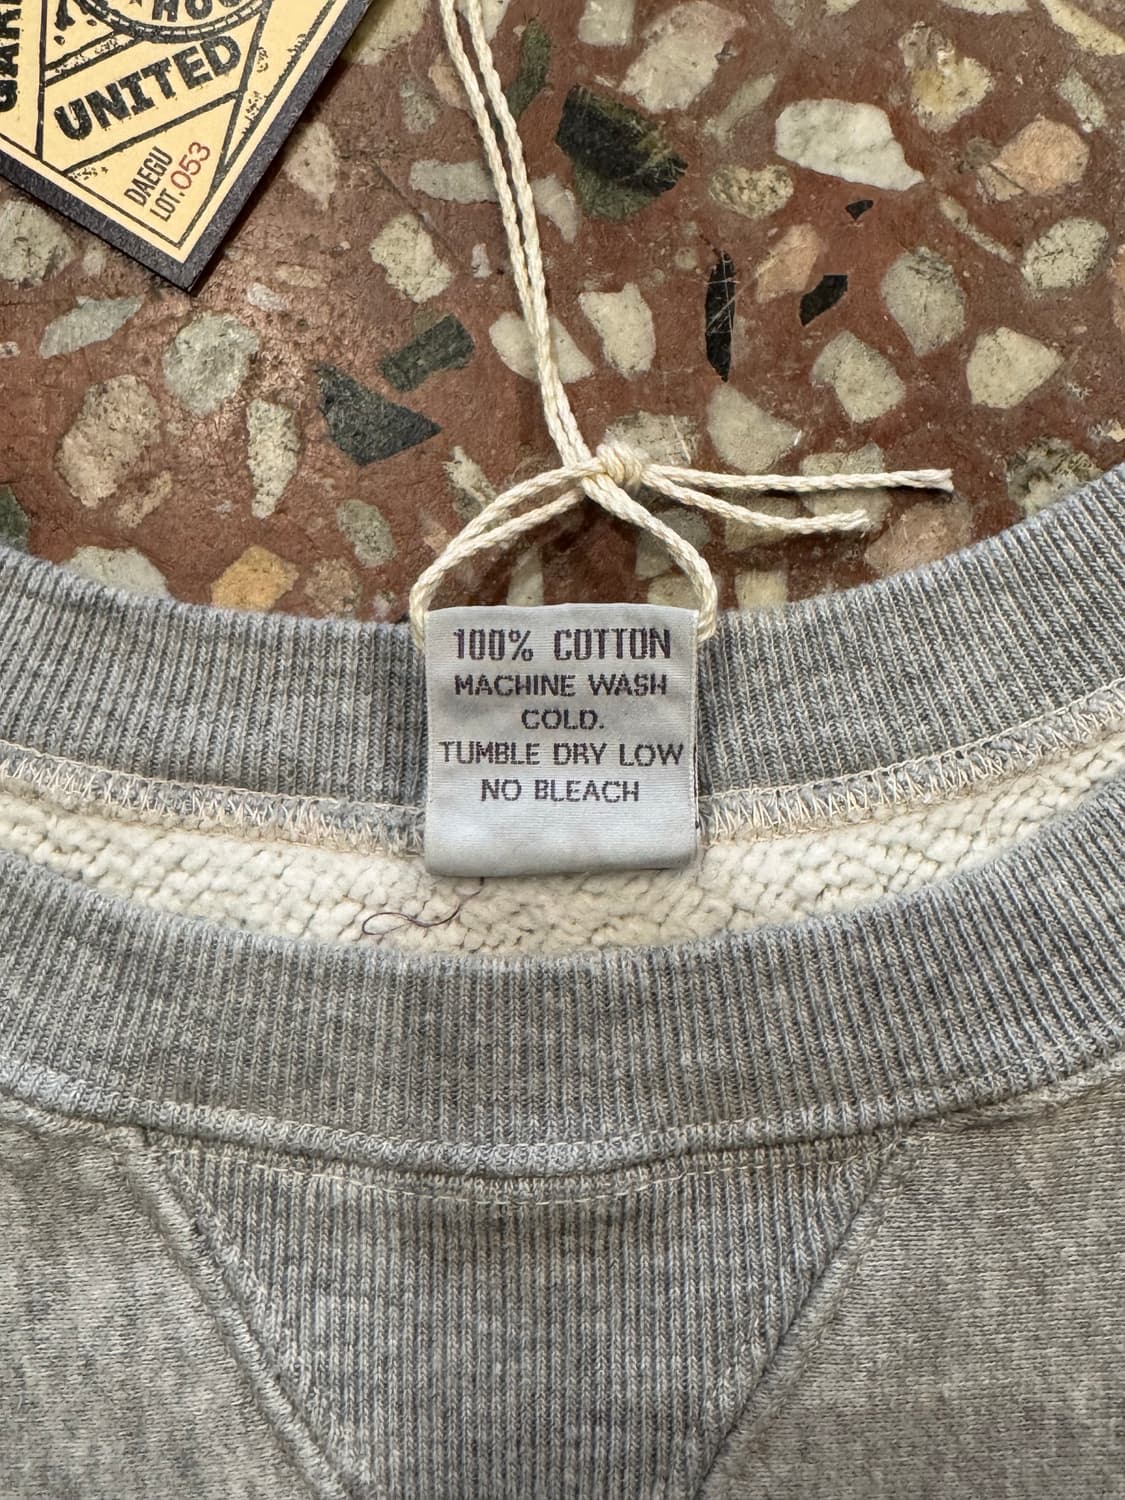 UNITED
DAEGU
LOT.053
100% COTTON
MACHINE WASH
COLD.
TUMBLE DRY LOW
NO BLEACH